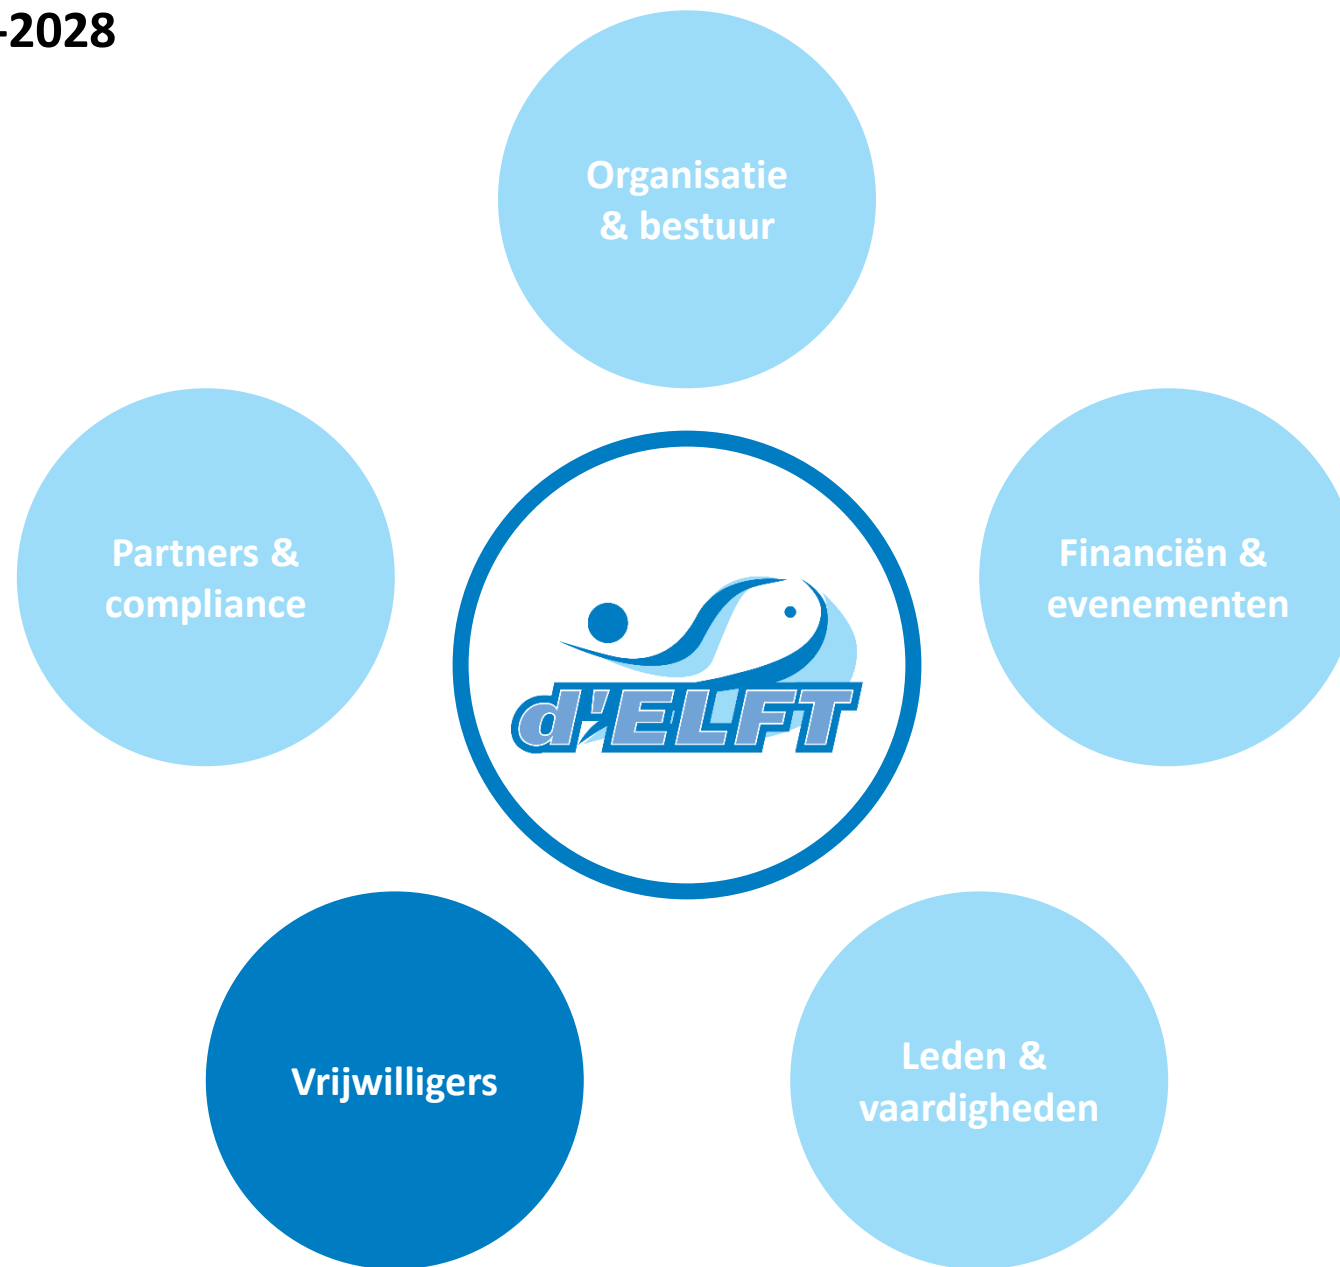 -2028
Organisatie
& bestuur
Partners &
compliance
Financiën &
evenementen
d'ELFT
Vrijwilligers
Leden &
vaardigheden